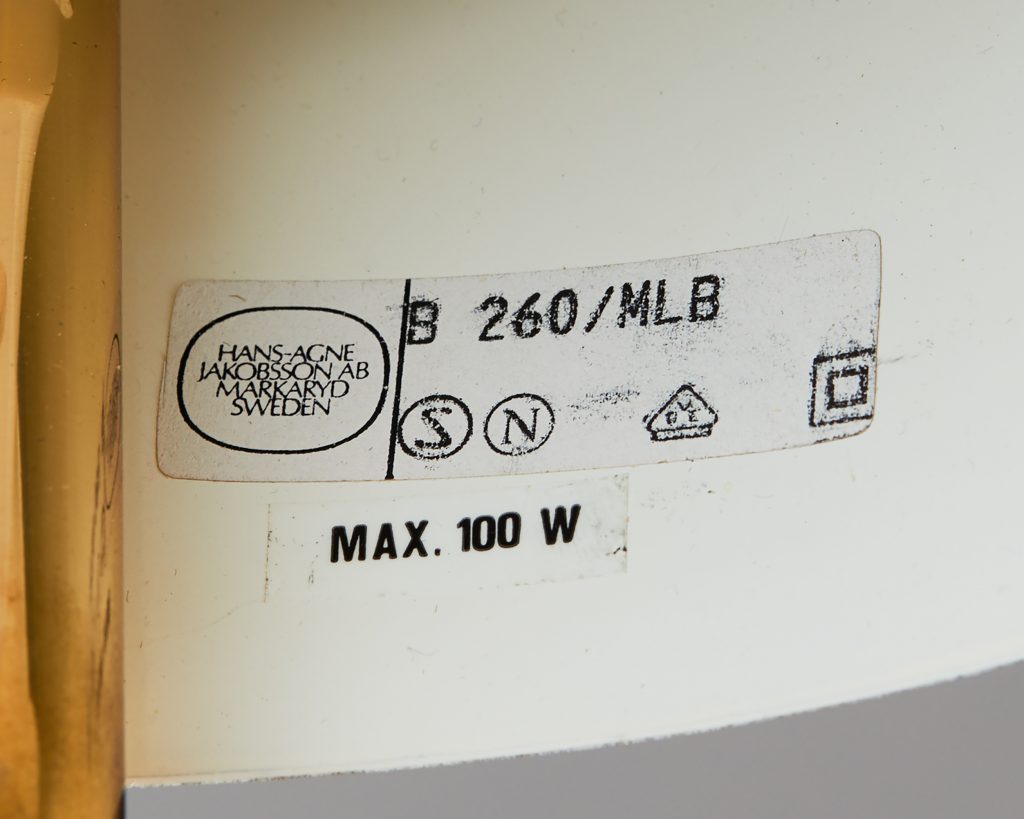 HANS-AGNE
JAKOBSSON AB
MARKARYD
SWEDEN
B 260/MLB
S N
MAX. 100 W